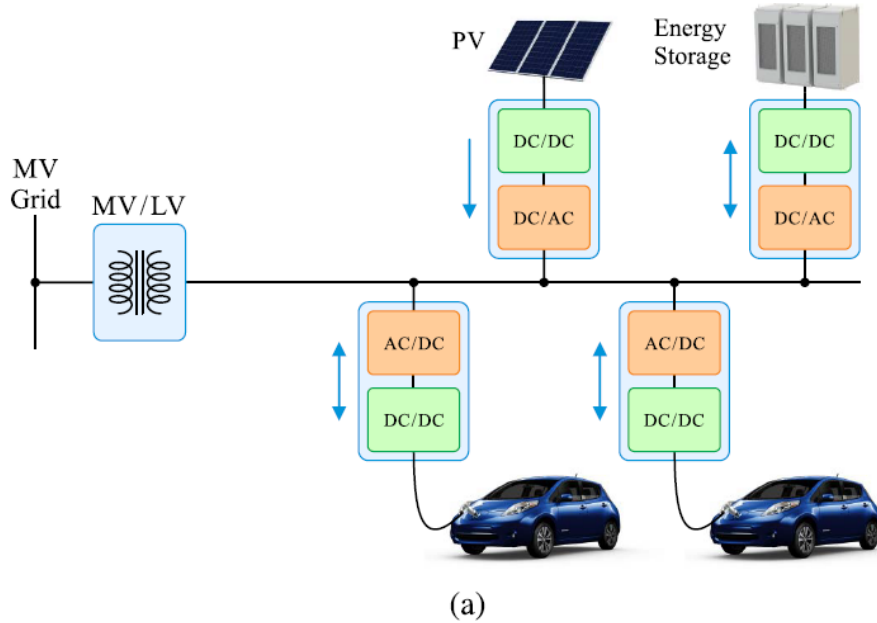 PV
Energy
Storage
DC/DC
DC/DC
MV
Grid
MV/LV
DC/AC
DC/AC
AC/DC
AC/DC
DC/DC
DC/DC
(a)